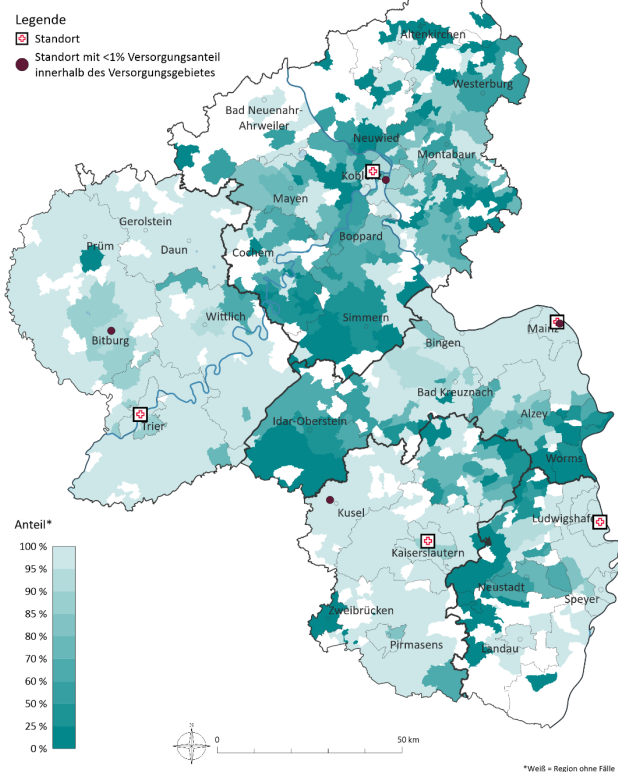 Legende
Standort
Standort mit <1% Versorgungsanteil
innerhalb des Versorgungsgebietes
Altenkirchen
Westerburg
Bad Neuenahr-
Ahrweiler
Neuwied
Montabaur
Kobl
Mayen
Gerolstein
Boppard
Prüm
Daun
Cochem
Wittlich
Simmern
Mainz
Bitburg
Bingen
Bad Kreuznach
Alzey
Trier
Idar-Oberstein
Worms
Kusel
Ludwigshafe
Kaiserslautern
Neustadt
Speyer
Zweibrücken
Pirmasens
Landau
Anteil*
100 %
95 %
90 %
85 %
80 %
70 %
60 %
50 %
25 %
0 %
N
0
50 km
*Weiß = Region ohne Fälle